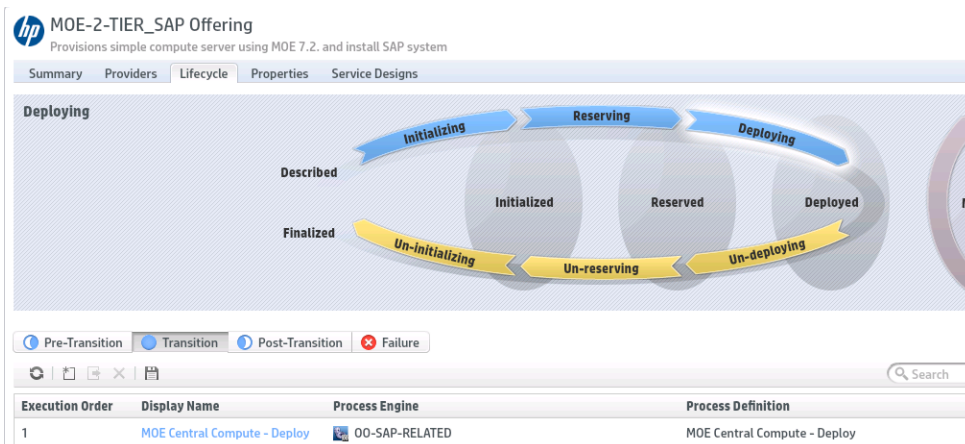 hp MOE-2-TIER_SAP Offering
Provisions simple compute server using MOE 7.2. and install SAP system
Summary Providers Lifecycle Properties Service Designs
Deploying
Initializing Reserving Deploying
Described
Initialized Reserved Deployed
Finalized
Un-initializing Un-reserving Un-deploying
Pre-Transition Transition Post-Transition Failure
Search
Execution Order Display Name Process Engine Process Definition
1 MOE Central Compute - Deploy OO-SAP-RELATED MOE Central Compute - Deploy